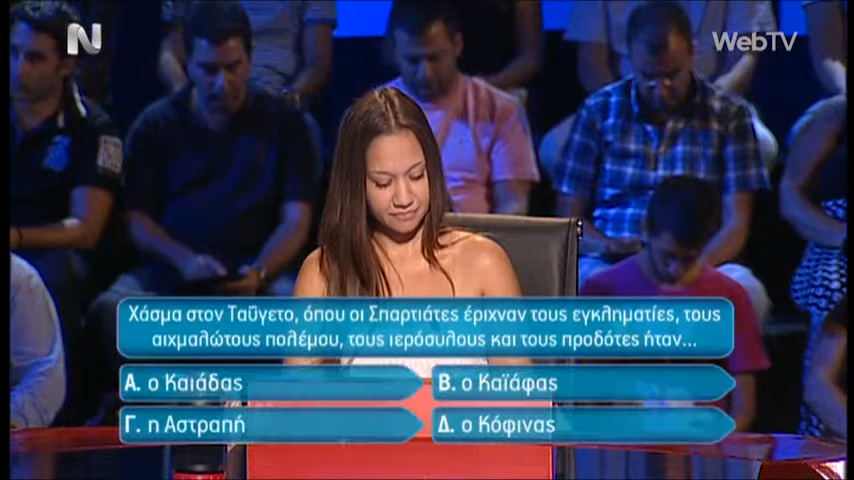 N
WebTV
Χάσμα στον Ταΰγετο, όπου οι Σπαρτιάτες έριχναν τους εγκληματίες, τους
αιχμαλώτους πολέμου, τους ιερόσυλους και τους προδότες ήταν...
Α. ο Καιάδας
Β. ο Καϊάφας
Γ. η Αστραπή
Δ. ο Κόφινας